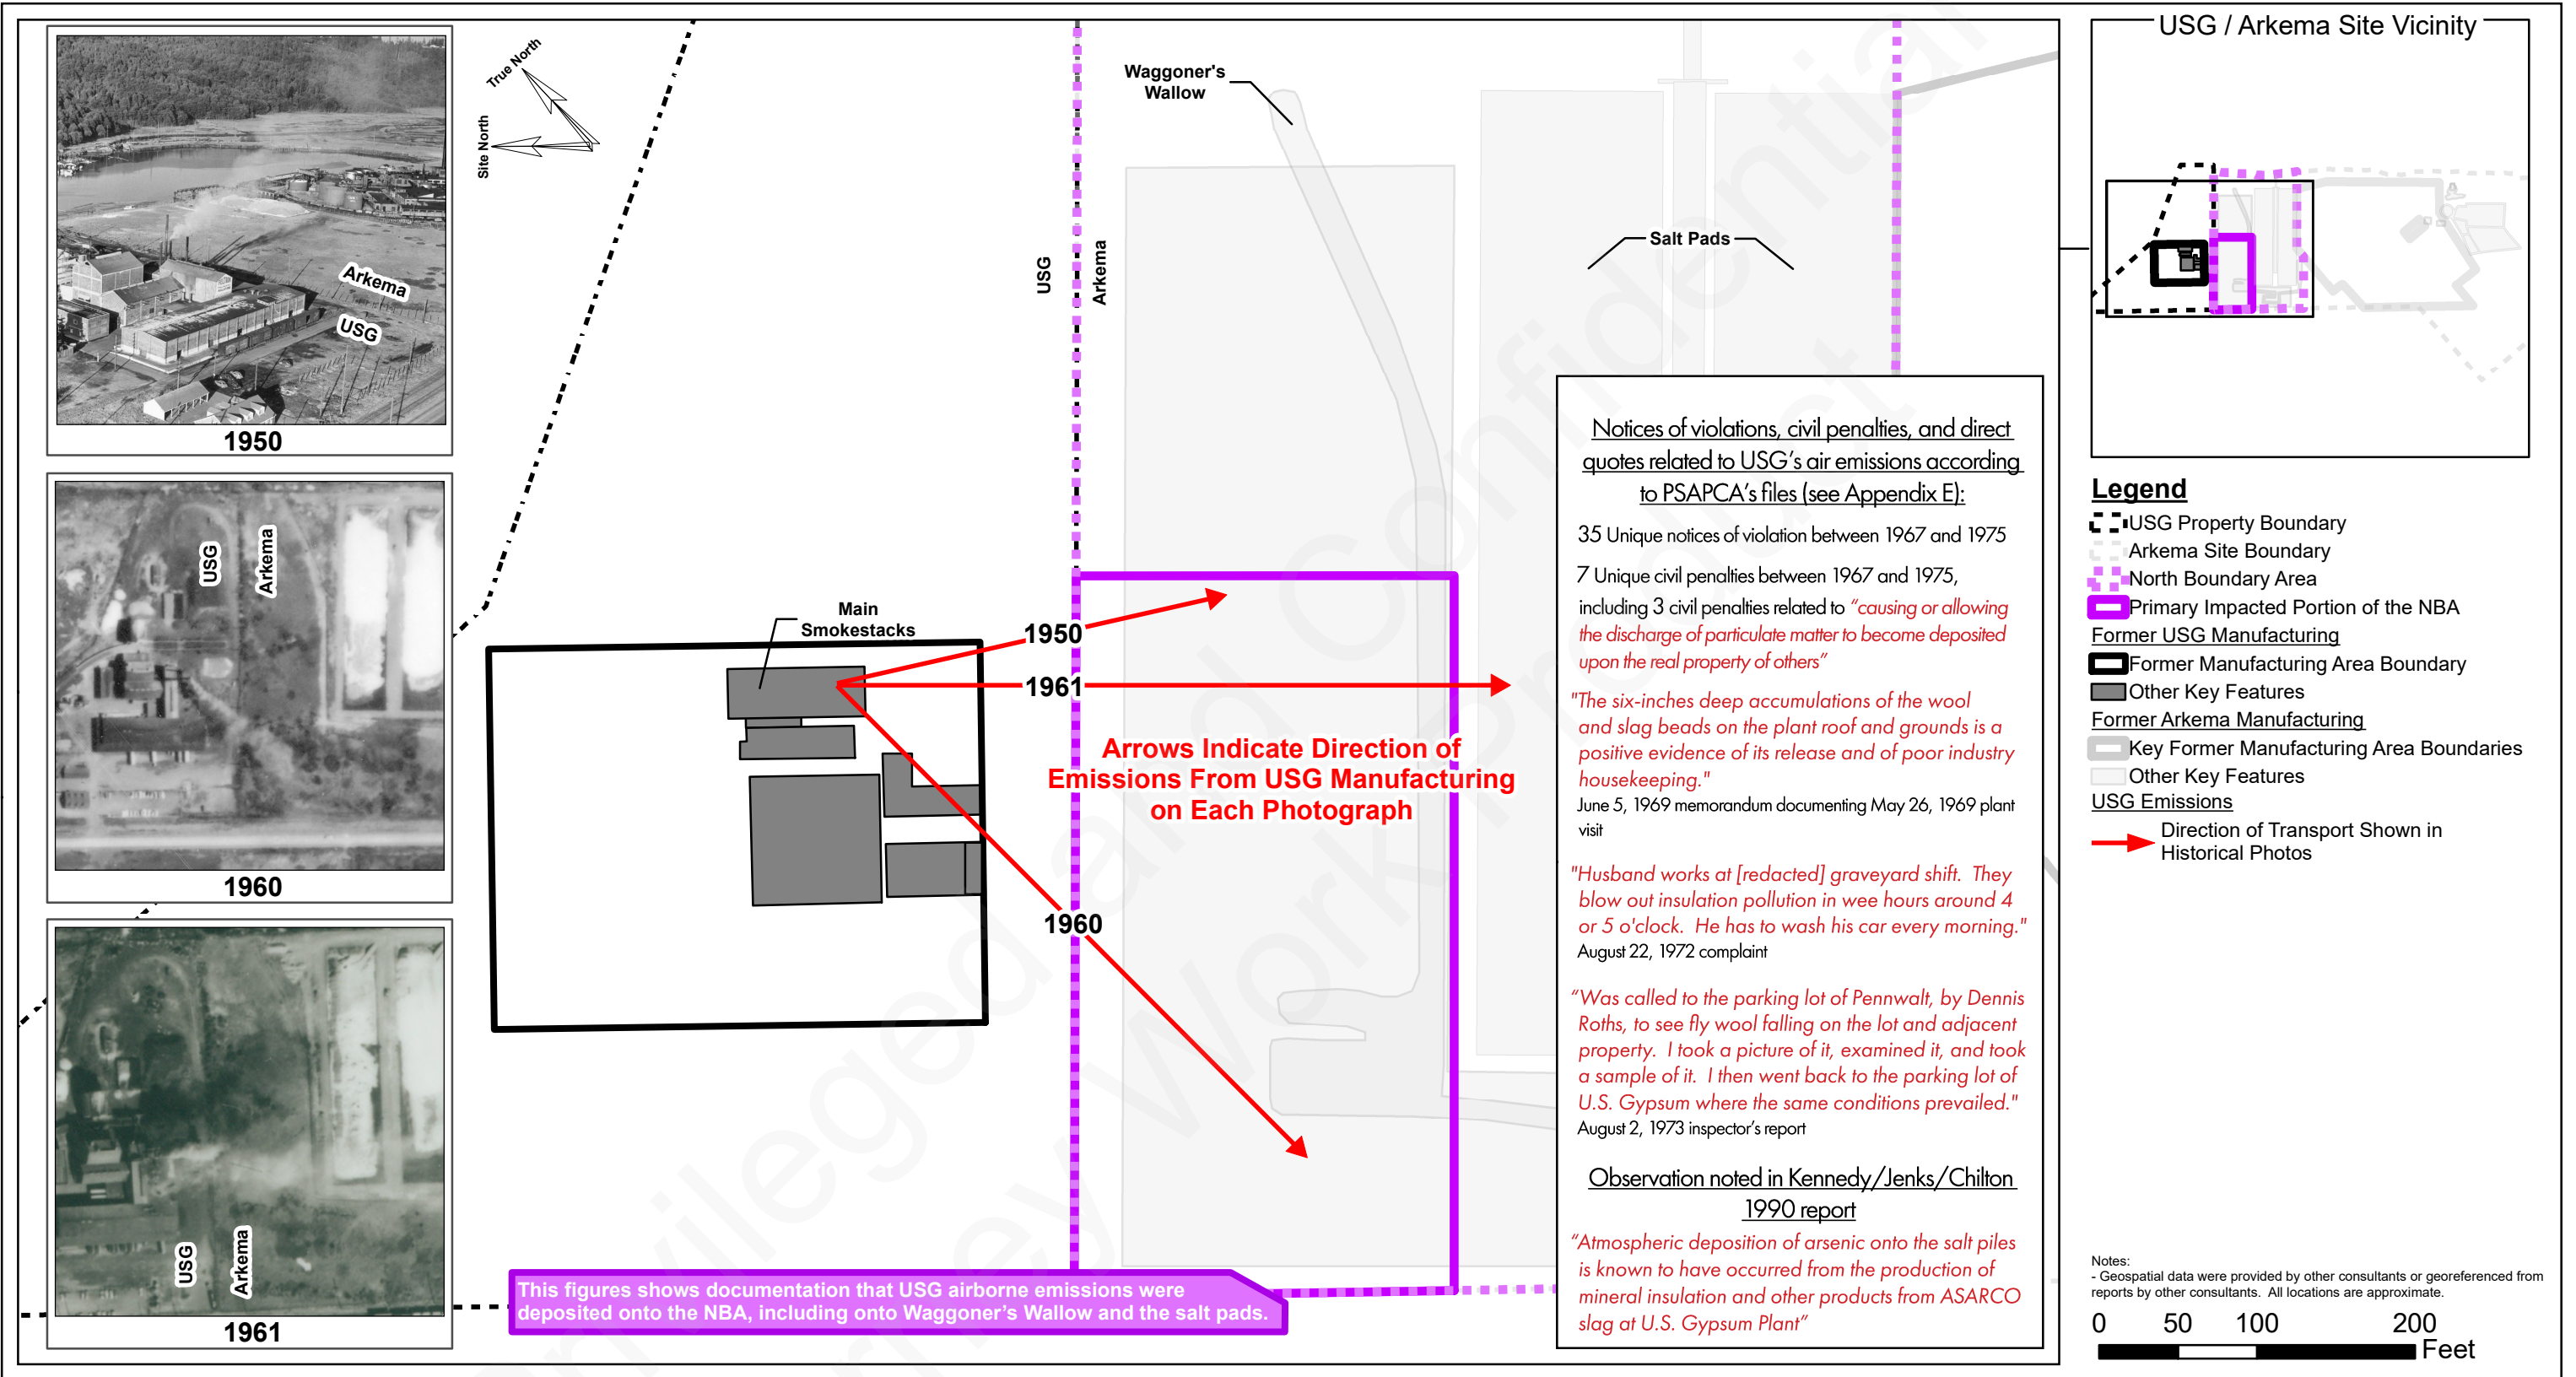 True North
Site North
Arkema
USG
1950
USG
Arkema
1960
USG
Arkema
1961
Waggoner's
Wallow
USG
Arkema
Salt Pads
Main
Smokestacks
1950
1961
1960
Arrows Indicate Direction of
Emissions From USG Manufacturing
on Each Photograph
This figures shows documentation that USG airborne emissions were
deposited onto the NBA, including onto Waggoner's Wallow and the salt pads.
Notices of violations, civil penalties, and direct
quotes related to USG's air emissions according
to PSAPCA's files (see Appendix E):
35 Unique notices of violation between 1967 and 1975
7 Unique civil penalties between 1967 and 1975,
including 3 civil penalties related to “causing or allowing
the discharge of particulate matter to become deposited
upon the real property of others”
"The six-inches deep accumulations of the wool
and slag beads on the plant roof and grounds is a
positive evidence of its release and of poor industry
housekeeping."
June 5, 1969 memorandum documenting May 26, 1969 plant
visit
"Husband works at [redacted] graveyard shift. They
blow out insulation pollution in wee hours around 4
or 5 o'clock. He has to wash his car every morning."
August 22, 1972 complaint
“Was called to the parking lot of Pennwalt, by Dennis
Roths, to see fly wool falling on the lot and adjacent
property. I took a picture of it, examined it, and took
a sample of it. I then went back to the parking lot of
U.S. Gypsum where the same conditions prevailed."
August 2, 1973 inspector's report
Observation noted in Kennedy/Jenks/Chilton
1990 report
“Atmospheric deposition of arsenic onto the salt piles
is known to have occurred from the production of
mineral insulation and other products from ASARCO
slag at U.S. Gypsum Plant”
USG / Arkema Site Vicinity
Legend
USG Property Boundary
Arkema Site Boundary
North Boundary Area
Primary Impacted Portion of the NBA
Former USG Manufacturing
Former Manufacturing Area Boundary
Other Key Features
Former Arkema Manufacturing
Key Former Manufacturing Area Boundaries
Other Key Features
USG Emissions
Direction of Transport Shown in
Historical Photos
Notes:
- Geospatial data were provided by other consultants or georeferenced from
reports by other consultants. All locations are approximate.
0 50 100 200
Feet
Privileged and Confidential
Work Product